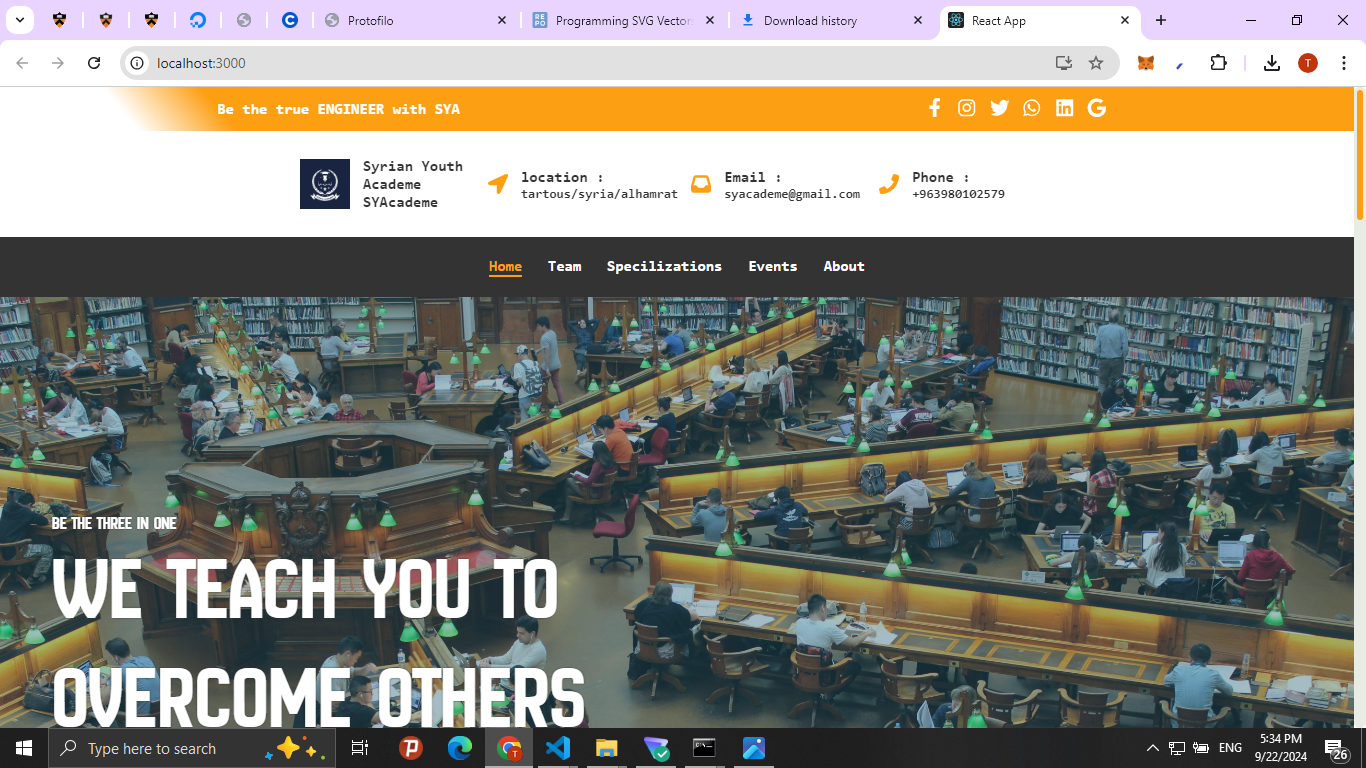 Protofilo
Programming SVG Vector
Download history
React App
localhost:3000
T
Be the true ENGINEER with SYA
Syrian Youth
Academe
SYAcademe
location :
tartous/syria/alhamrat
Email :
syacademe@gmail.com
Phone :
+963980102579
Home Team Specilizations Events About
BE THE THREE IN ONE
WE TEACH YOU TO
OVERCOME OTHERS
Type here to search
ENG
5:34 PM
9/22/2024
26